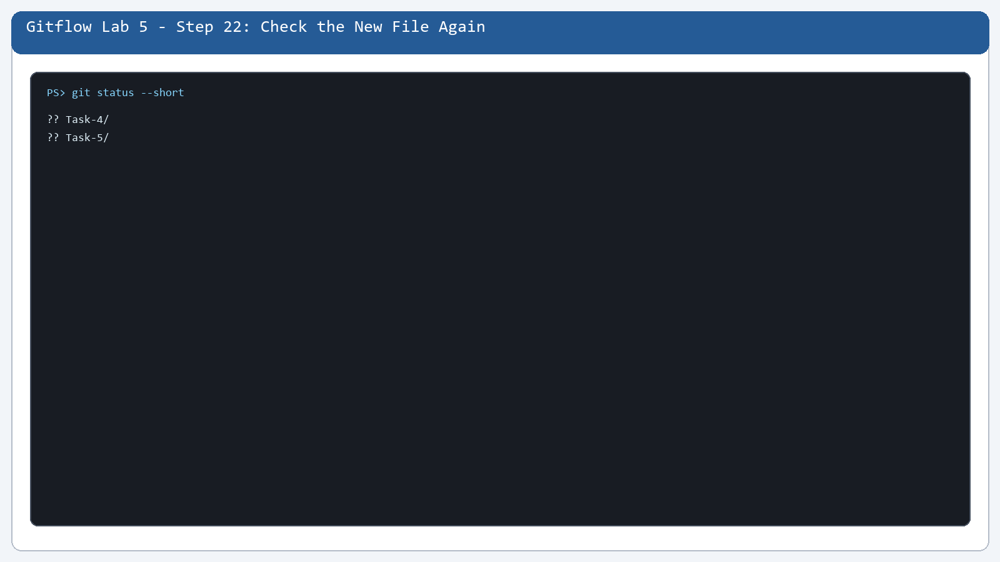 Gitflow Lab 5 - Step 22: Check the New File Again
PS> git status --short
?? Task-4/
?? Task-5/